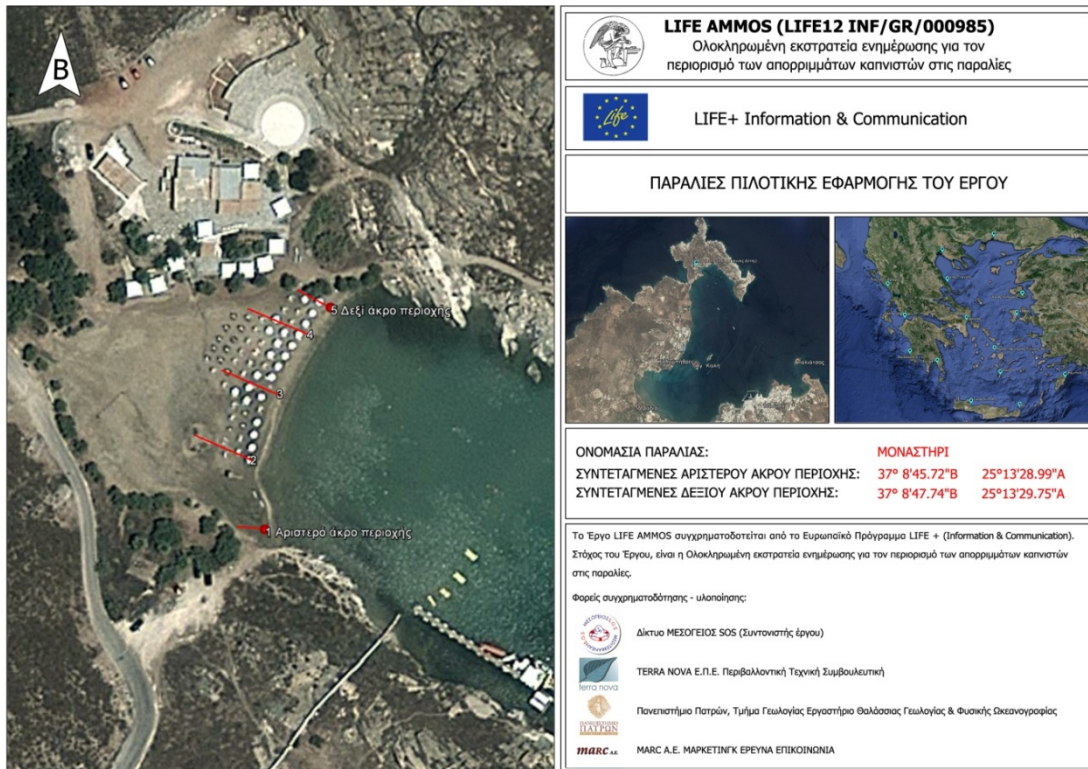 B
5 Δεξί άκρο περιοχής
4
3
2
1 Αριστερό άκρο περιοχής
LIFE AMMOS (LIFE12 INF/GR/000985)
Ολοκληρωμένη εκστρατεία ενημέρωσης για τον
περιορισμό των απορριμμάτων καπνιστών στις παραλίες
Life
LIFE+ Information & Communication
ΠΑΡΑΛΙΕΣ ΠΙΛΟΤΙΚΗΣ ΕΦΑΡΜΟΓΗΣ ΤΟΥ ΕΡΓΟΥ
ΟΝΟΜΑΣΙΑ ΠΑΡΑΛΙΑΣ: ΜΟΝΑΣΤΗΡΙ
ΣΥΝΤΕΤΑΓΜΕΝΕΣ ΑΡΙΣΤΕΡΟΥ ΑΚΡΟΥ ΠΕΡΙΟΧΗΣ: 37º 8'45.72"Β 25º13'28.99"Α
ΣΥΝΤΕΤΑΓΜΕΝΕΣ ΔΕΞΙΟΥ ΑΚΡΟΥ ΠΕΡΙΟΧΗΣ: 37º 8'47.74"Β 25º13'29.75"Α
Το Έργο LIFE AMMOS συγχρηματοδοτείται από το Ευρωπαϊκό Πρόγραμμα LIFE + (Information & Communication).
Στόχος του Έργου, είναι η Ολοκληρωμένη εκστρατεία ενημέρωσης για τον περιορισμό των απορριμμάτων καπνιστών
στις παραλίες.
Φορείς συγχρηματοδότησης - υλοποίησης:
Δίκτυο ΜΕΣΟΓΕΙΟΣ SOS (Συντονιστής έργου)
terra nova
TERRA NOVA Ε.Π.Ε. Περιβαλλοντική Τεχνική Συμβουλευτική
ΠΑΝΕΠΙΣΤΗΜΙΟ
ΠΑΤΡΩΝ
Πανεπιστήμιο Πατρών, Τμήμα Γεωλογίας Εργαστήριο Θαλάσσιας Γεωλογίας & Φυσικής Ωκεανογραφίας
marc A.E.
MARC A.E. ΜΑΡΚΕΤΙΝΓΚ ΕΡΕΥΝΑ ΕΠΙΚΟΙΝΩΝΙΑ